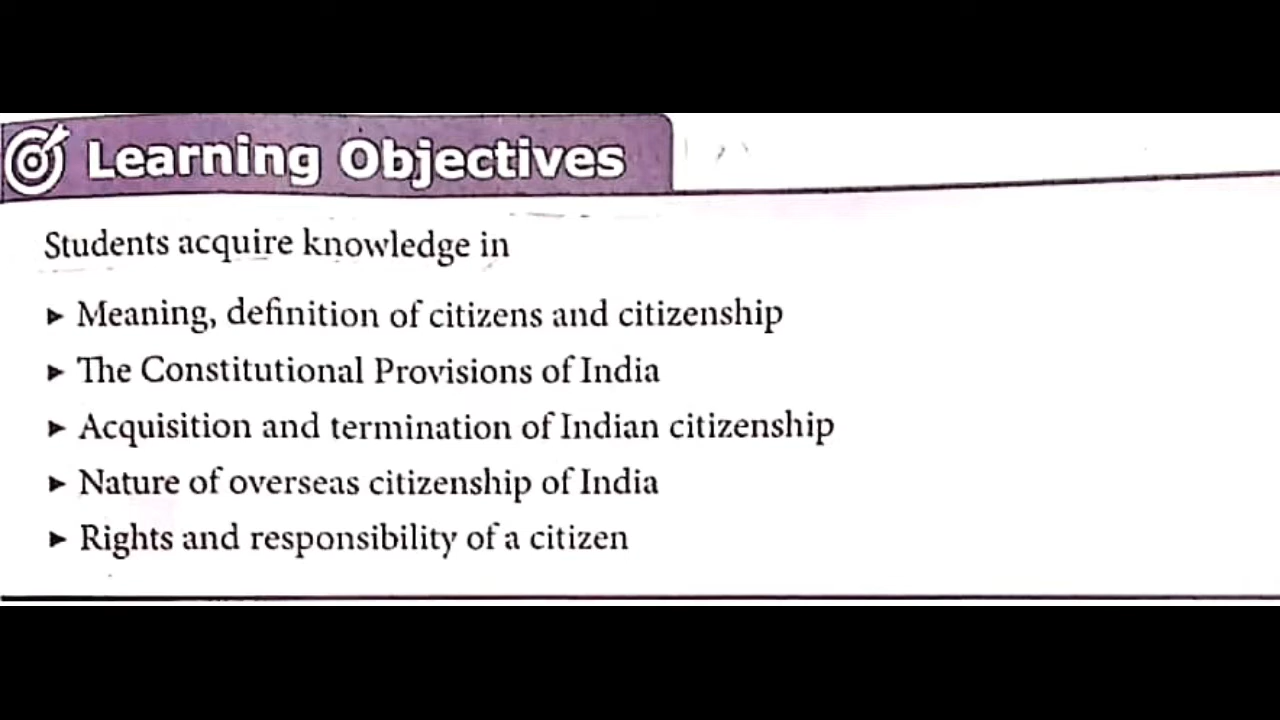 Learning Objectives
Students acquire knowledge in
► Meaning, definition of citizens and citizenship
► The Constitutional Provisions of India
► Acquisition and termination of Indian citizenship
► Nature of overseas citizenship of India
► Rights and responsibility of a citizen